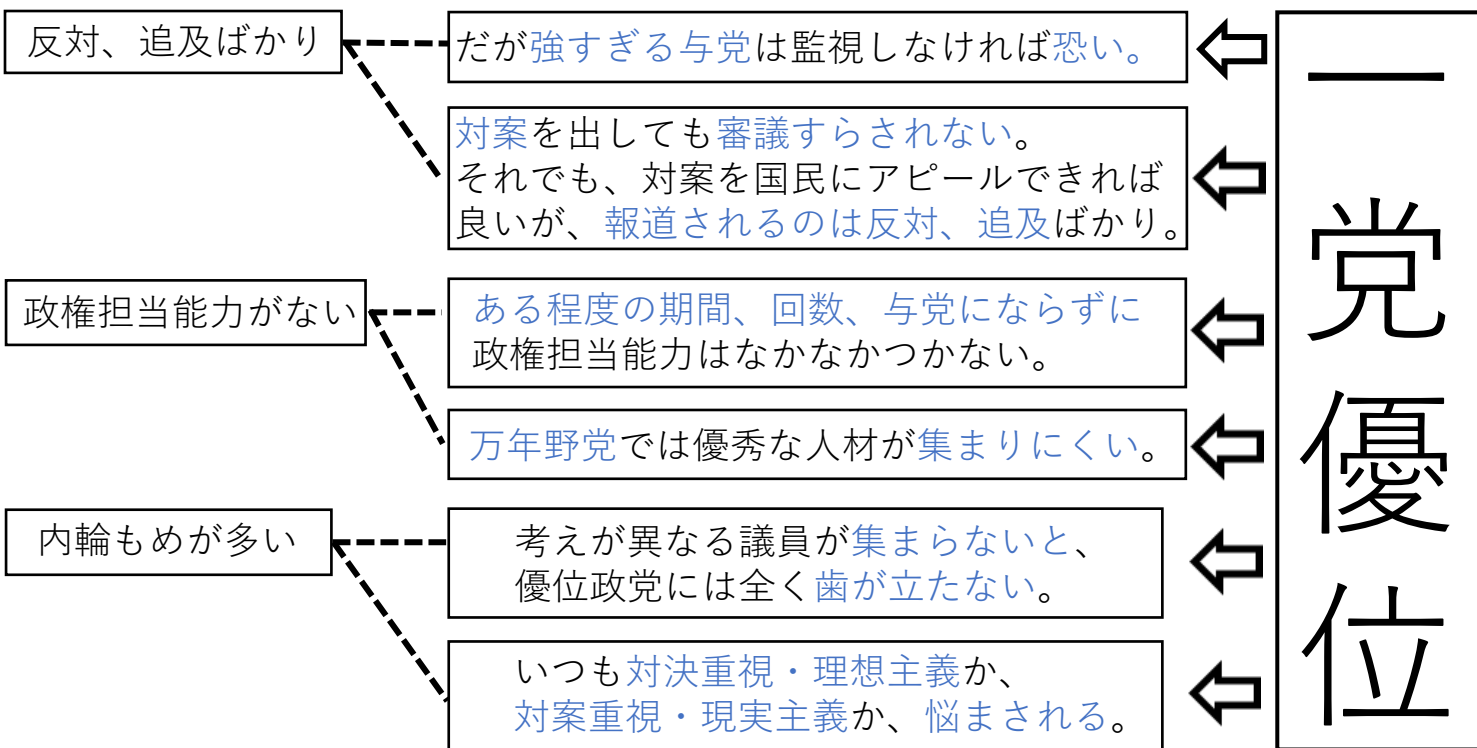 反対、追及ばかり
だが強すぎる与党は監視しなければ恐い。
対案を出しても審議すらされない。
それでも、対案を国民にアピールできれば
良いが、報道されるのは反対、追及ばかり。
政権担当能力がない
ある程度の期間、回数、与党にならずに
政権担当能力はなかなかつかない。
万年野党では優秀な人材が集まりにくい。
内輪もめが多い
考えが異なる議員が集まらないと、
優位政党には全く歯が立たない。
いつも対決重視・理想主義か、
対案重視・現実主義か、悩まされる。
一党優位